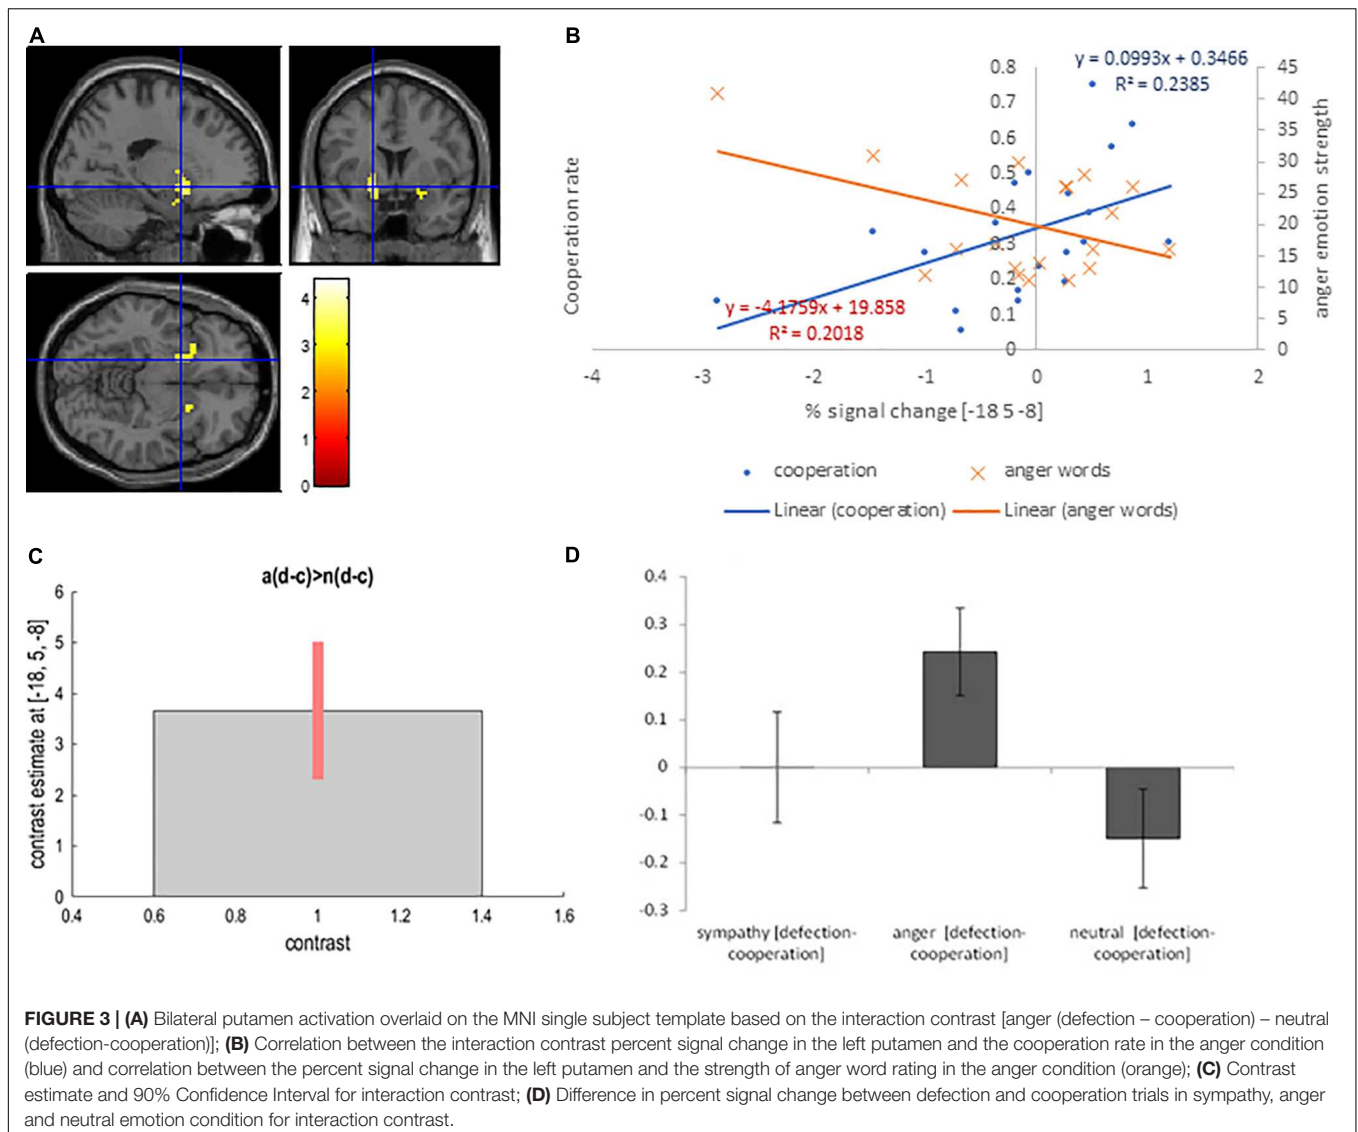 A
4
3
2
1
0
B
y = 0.0993x + 0.3466
R² = 0.2385
0.8
0.7
0.6
0.5
0.4
0.3
0.2
0.1
0
45
40
35
30
25
20
15
10
5
0
Cooperation rate
anger emotion strength
y = -4.1759x + 19.858
R² = 0.2018
-4 -3 -2 -1 0 1 2
% signal change [-18 5 -8]
cooperation anger words
Linear (cooperation) Linear (anger words)
C
a(d-c)>n(d-c)
6
5
4
3
2
1
0
contrast estimate at [-18, 5, -8]
0.4 0.6 0.8 1 1.2 1.4 1.6
contrast
D
0.4
0.3
0.2
0.1
0
-0.1
-0.2
-0.3
sympathy [defection- anger [defection- neutral [defection-
cooperation] cooperation] cooperation]
FIGURE 3 | (A) Bilateral putamen activation overlaid on the MNI single subject template based on the interaction contrast [anger (defection – cooperation) – neutral
(defection-cooperation)]; (B) Correlation between the interaction contrast percent signal change in the left putamen and the cooperation rate in the anger condition
(blue) and correlation between the percent signal change in the left putamen and the strength of anger word rating in the anger condition (orange); (C) Contrast
estimate and 90% Confidence Interval for interaction contrast; (D) Difference in percent signal change between defection and cooperation trials in sympathy, anger
and neutral emotion condition for interaction contrast.